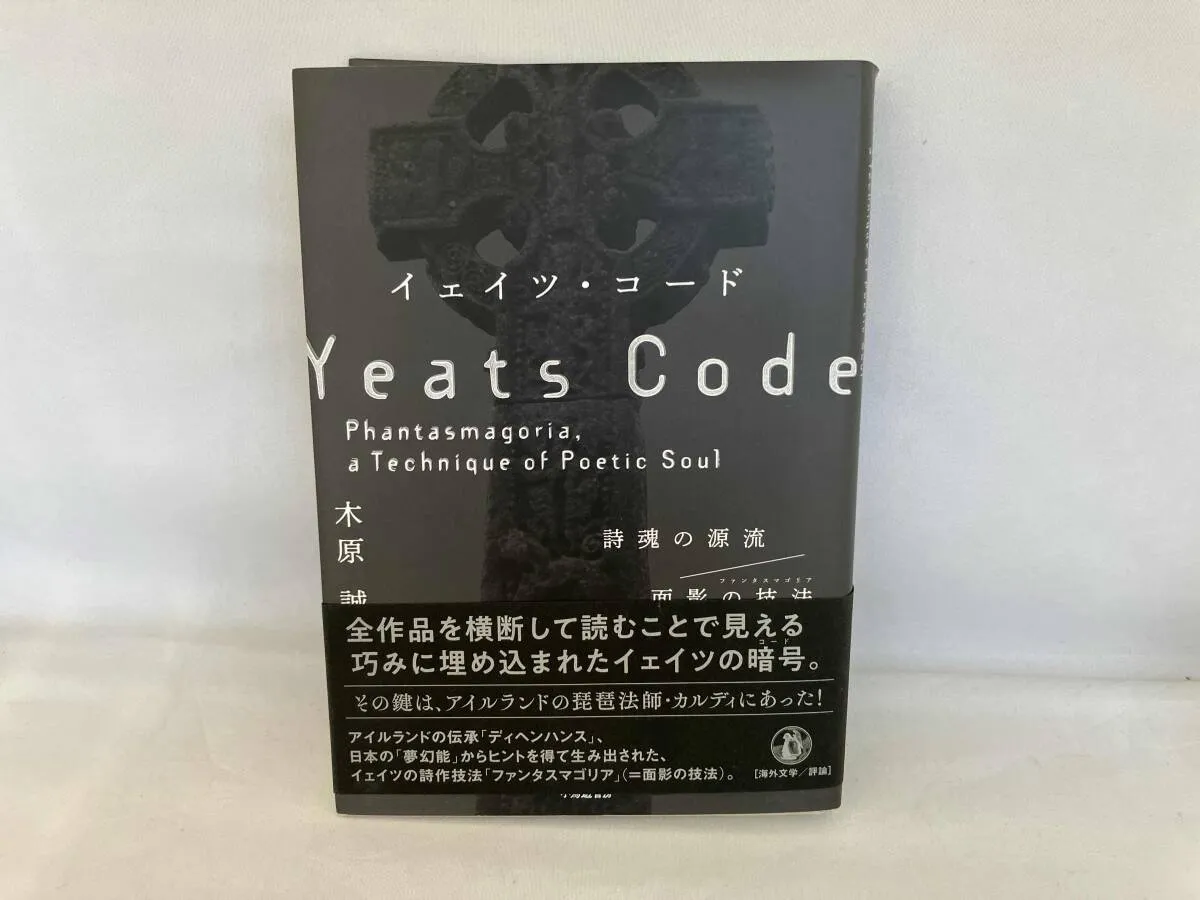 イェイツ・コード
Yeats Code
Phantasmagoria,
a Technique of Poetic Soul
木原 誠
詩魂の源流
ファンタスマゴリア
面影の技法
全作品を横断して読むことで見える
コード
巧みに埋め込まれたイェイツの暗号。
その鍵は、アイルランドの琵琶法師・カルディにあった!
アイルランドの伝承「ディヘンハンス」、
日本の「夢幻能」からヒントを得て生み出された、
イェイツの詩作技法「ファンタスマゴリア」(=面影の技法)。
[海外文学/評論]